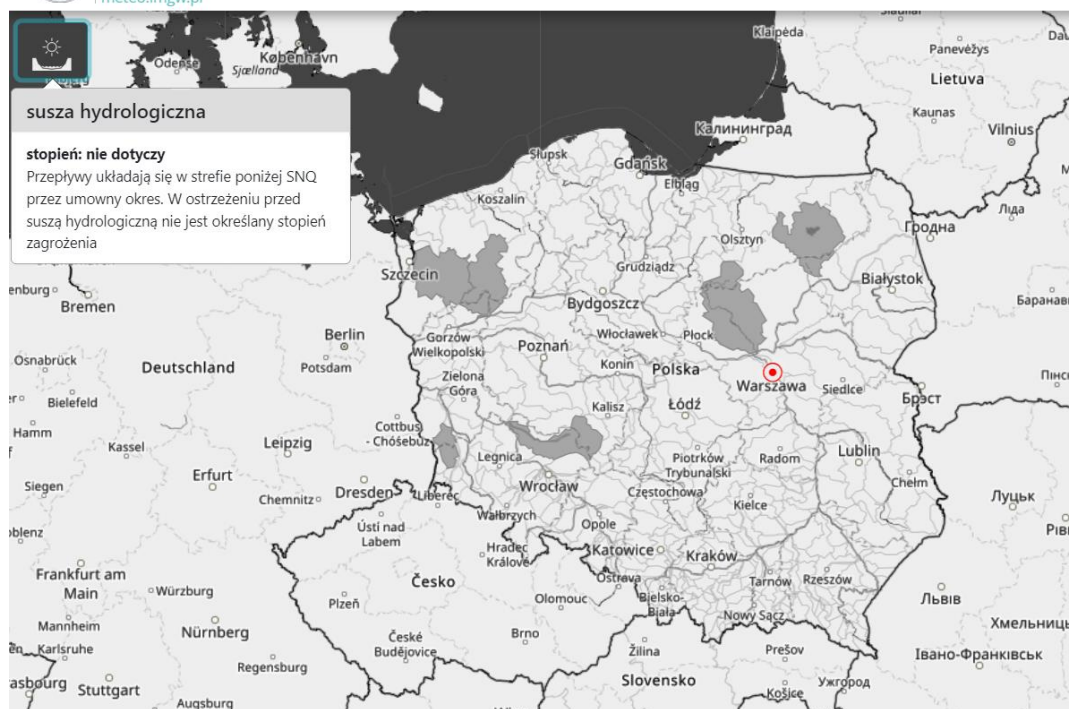 meteo.imgw.pl
susza hydrologiczna
stopień: nie dotyczy
Przepływy układają się w strefie poniżej SNQ
przez umowny okres. W ostrzeżeniu przed
suszą hydrologiczną nie jest określany stopień
zagrożenia
Odense
Sjælland
København
Klaipėda
Panevėžys
Lietuva
Kaunas
Vilnius
Калининград
Słupsk
Gdańsk
Elbląg
Koszalin
Ліда
Гродна
Olsztyn
Szczecin
Grudziądz
Białystok
Bremen
Bydgoszcz
Berlin
Gorzów
Wielkopolski
Włocławek
Płock
Osnabrück
Deutschland
Potsdam
Poznań
Konin
Polska
Warszawa
Siedlce
Брэст
Zielona
Góra
Bielefeld
Kalisz
Łódź
Hamm
Cottbus
- Chóśebuz
Kassel
Leipzig
Legnica
Piotrków
Trybunalski
Radom
Lublin
Erfurt
Siegen
Chemnitz
Dresden
Liberec
Wrocław
Częstochowa
Kielce
Chełm
Луцьк
Ústí nad
Labem
Wałbrzych
Opole
Hradec
Králové
Katowice
Kraków
Frankfurt am
Main
Würzburg
Česko
Ostrava
Tarnów
Rzeszów
Plzeň
Olomouc
Bielsko-
Biała
Nowy Sącz
Львів
Mannheim
Nürnberg
České
Budějovice
Brno
Хмельниць
Karlsruhe
Žilina
Prešov
Івано-Франківськ
Regensburg
Slovensko
Košice
Ужгород
Stuttgart
Augsburg